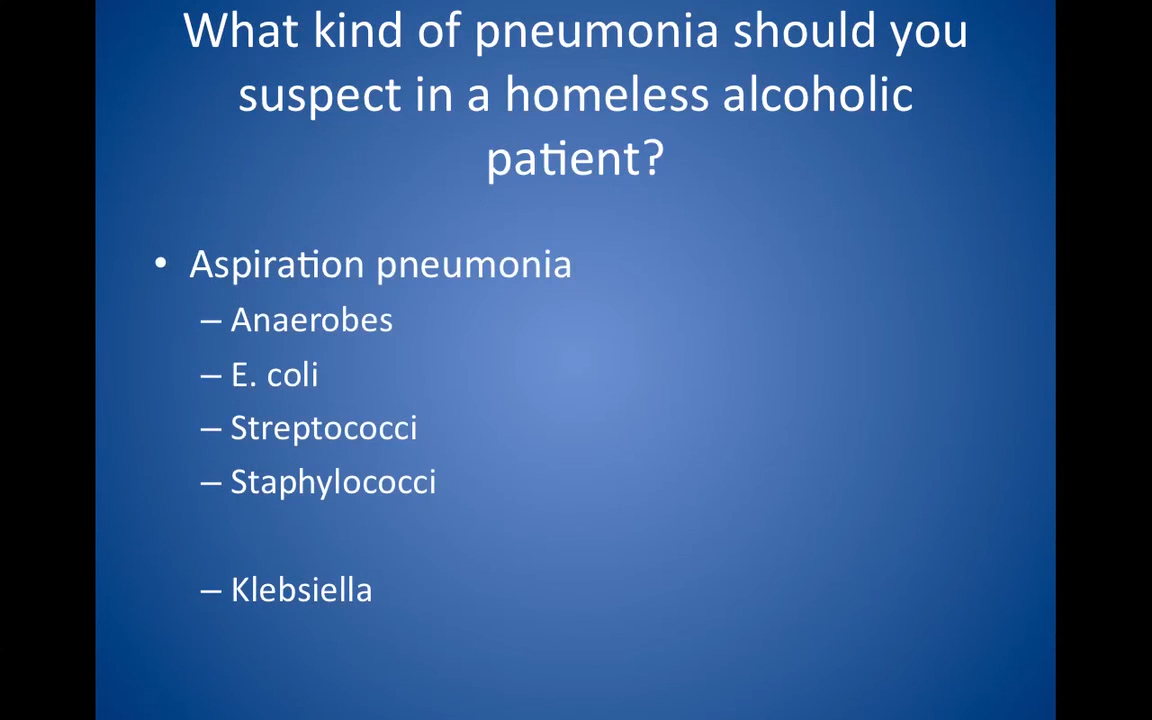 What kind of pneumonia should you
suspect in a homeless alcoholic
patient?
• Aspiration pneumonia
– Anaerobes
– E. coli
– Streptococci
– Staphylococci
– Klebsiella